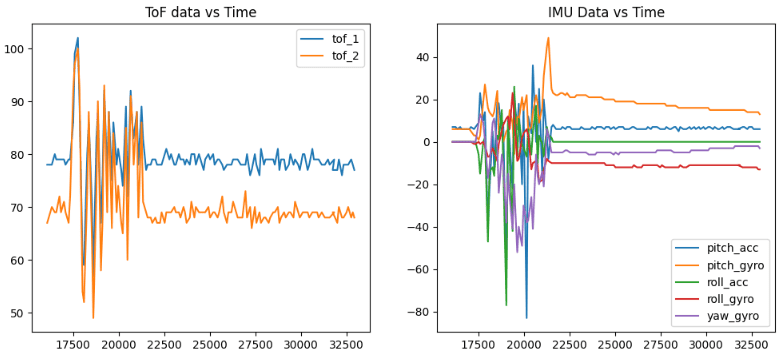 ToF data vs Time
tof_1
tof_2
100
90
80
70
60
50
17500 20000 22500 25000 27500 30000 32500
IMU Data vs Time
40
20
0
−20
−40
−60
−80
pitch_acc
pitch_gyro
roll_acc
roll_gyro
yaw_gyro
17500 20000 22500 25000 27500 30000 32500